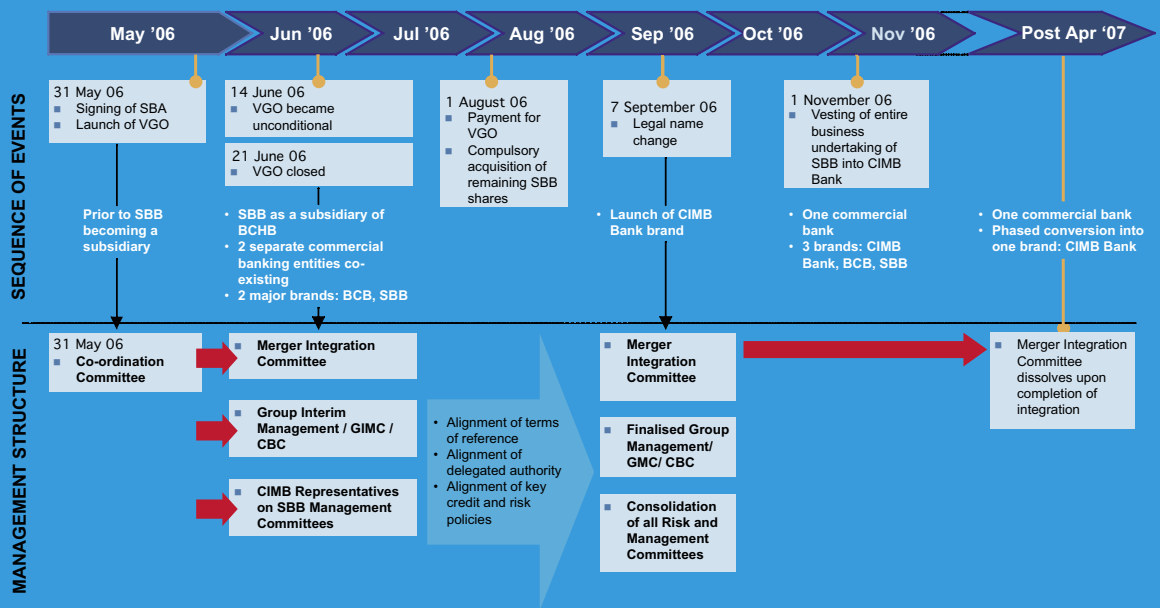 May ’06
Jun ’06
Jul ’06
Aug ’06
Sep ’06
Oct ’06
Nov ’06
Post Apr ’07
SEQUENCE OF EVENTS
31 May 06
Signing of SBA
Launch of VGO
14 June 06
VGO became
unconditional
21 June 06
VGO closed
1 August 06
Payment for
VGO
Compulsory
acquisition of
remaining SBB
shares
7 September 06
Legal name
change
1 November 06
Vesting of entire
business
undertaking of
SBB into CIMB
Bank
Prior to SBB
becoming a
subsidiary
• SBB as a subsidiary of
BCHB
• 2 separate commercial
banking entities co-
existing
• 2 major brands: BCB, SBB
• Launch of CIMB
Bank brand
• One commercial
bank
• 3 brands: CIMB
Bank, BCB, SBB
• One commercial bank
• Phased conversion into
one brand: CIMB Bank
MANAGEMENT STRUCTURE
31 May 06
Co-ordination
Committee
Merger Integration
Committee
Group Interim
Management / GIMC /
CBC
CIMB Representatives
on SBB Management
Committees
• Alignment of terms
of reference
• Alignment of
delegated authority
• Alignment of key
credit and risk
policies
Merger
Integration
Committee
Finalised Group
Management/
GMC/ CBC
Consolidation
of all Risk and
Management
Committees
Merger Integration
Committee
dissolves upon
completion of
integration